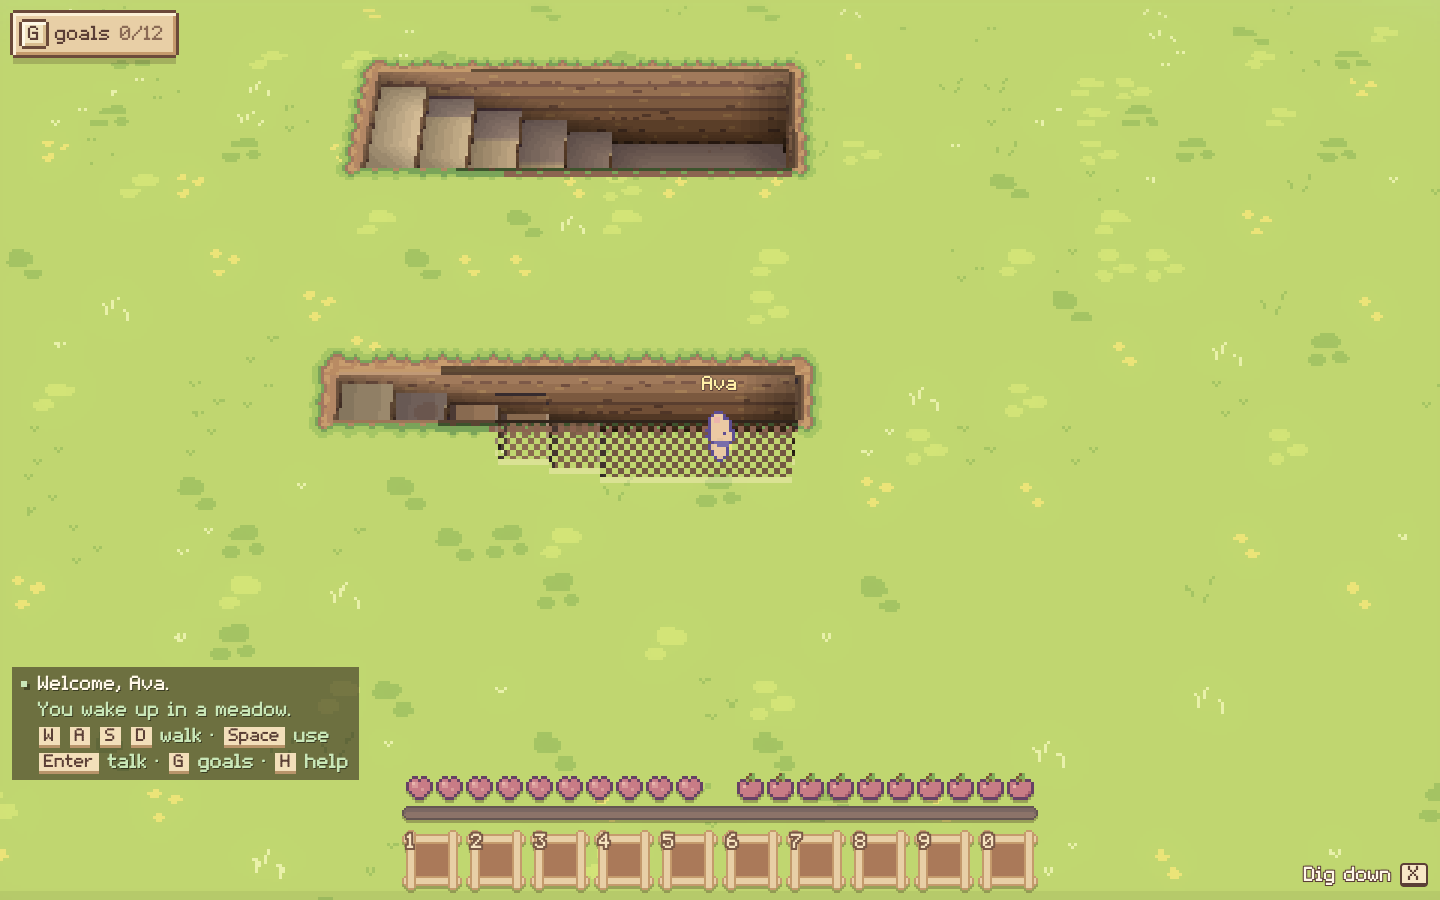 G goals 0/12
Ava
Welcome, Ava.
You wake up in a meadow.
W A S D walk · Space use
Enter talk · G goals · H help
1 2 3 4 5 6 7 8 9 0
Dig down X